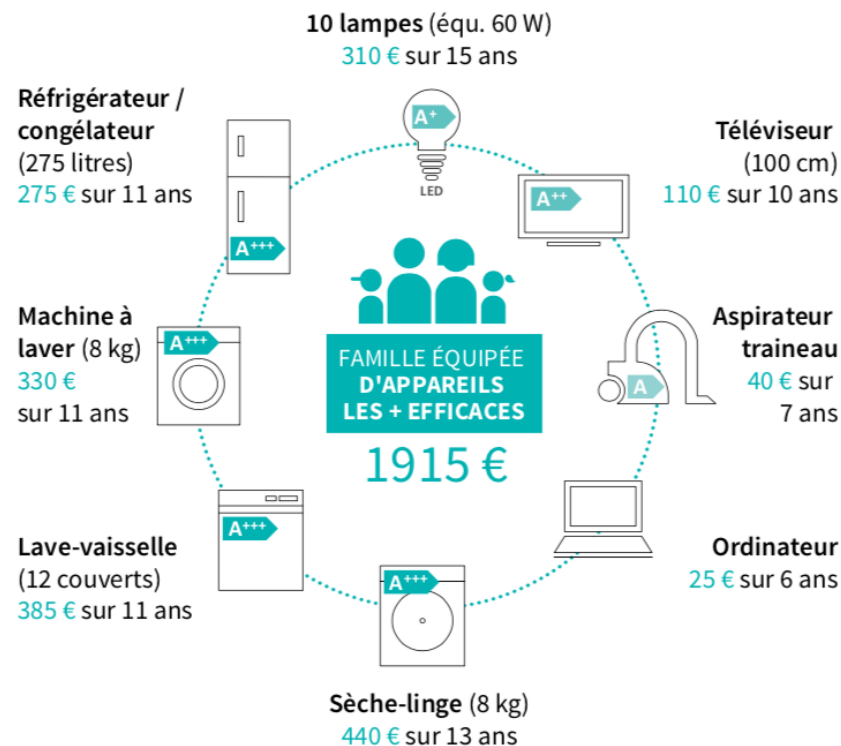 10 lampes (équ. 60 W)
310 € sur 15 ans
A+
LED
Réfrigérateur /
congélateur
(275 litres)
275 € sur 11 ans
A+++
Téléviseur
(100 cm)
110 € sur 10 ans
A++
Machine à
laver (8 kg)
330 €
sur 11 ans
A+++
FAMILLE ÉQUIPÉE
D'APPAREILS
LES + EFFICACES
1915 €
Aspirateur
traineau
40 € sur
7 ans
A
Lave-vaisselle
(12 couverts)
385 € sur 11 ans
A+++
Ordinateur
25 € sur 6 ans
A+++
Sèche-linge (8 kg)
440 € sur 13 ans